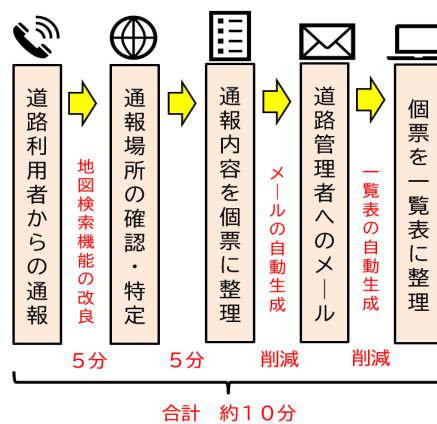 道路利用者からの通報
地図検索機能の改良
通報場所の確認・特定
通報内容を個票に整理
メールの自動生成
道路管理者へのメール
一覧表の自動生成
個票を一覧表に整理
5分
5分
削減
削減
合計 約10分